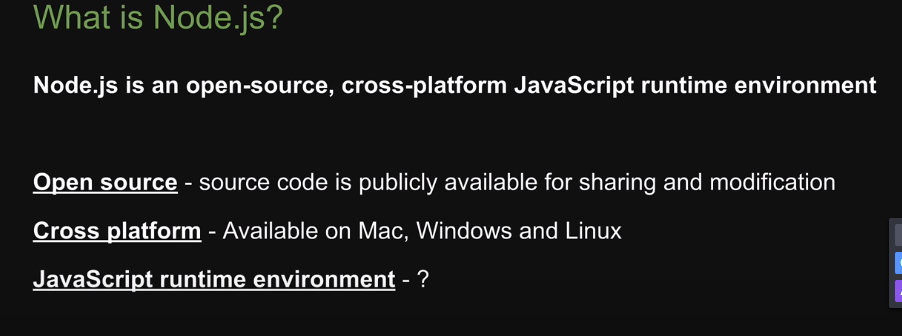 What is Node.js?
Node.js is an open-source, cross-platform JavaScript runtime environment
Open source - source code is publicly available for sharing and modification
Cross platform - Available on Mac, Windows and Linux
JavaScript runtime environment - ?